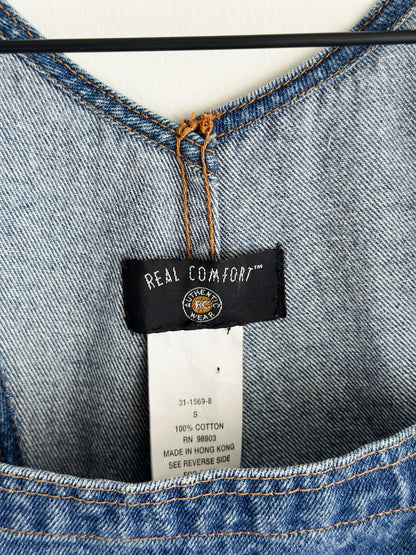 REAL COMFORT™
AUTHENTIC
RC
WEAR
31-1569-8
S
100% COTTON
RN 98903
MADE IN HONG KONG
SEE REVERSE SIDE